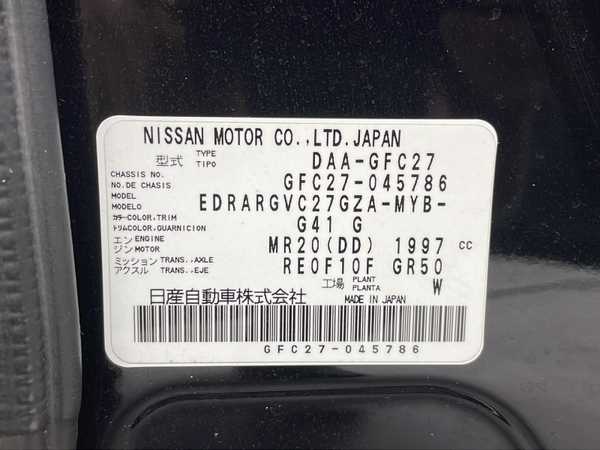 NISSAN MOTOR CO.,LTD.JAPAN
型式 TYPE TIPO DAA-GFC27
CHASSIS NO. NO.DE CHASIS GFC27-045786
MODEL MODELO EDRARGVC27GZA-MYB-
カラーCOLOR.TRIM トリムCOLOR.GUARNICION G41 G
エンジン ENGINE MOTOR MR20(DD) 1997 CC
ミッション TRANS.,AXLE アクスル TRANS.,EJE RE0F10F GR50
工場 PLANT PLANTA W
日産自動車株式会社 MADE IN JAPAN
GFC27-045786